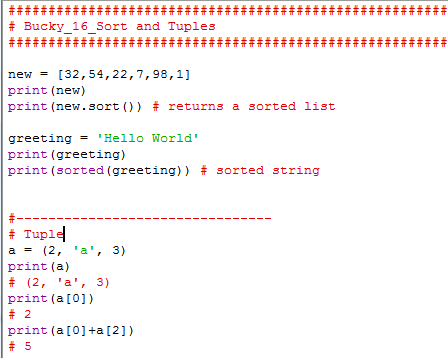 ########################################################
# Bucky_16_Sort and Tuples
########################################################
new = [32,54,22,7,98,1]
print(new)
print(new.sort()) # returns a sorted list
greeting = 'Hello World'
print(greeting)
print(sorted(greeting)) # sorted string
#--------------------------------
# Tuple
a = (2, 'a', 3)
print(a)
# (2, 'a', 3)
print(a[0])
# 2
print(a[0]+a[2])
# 5